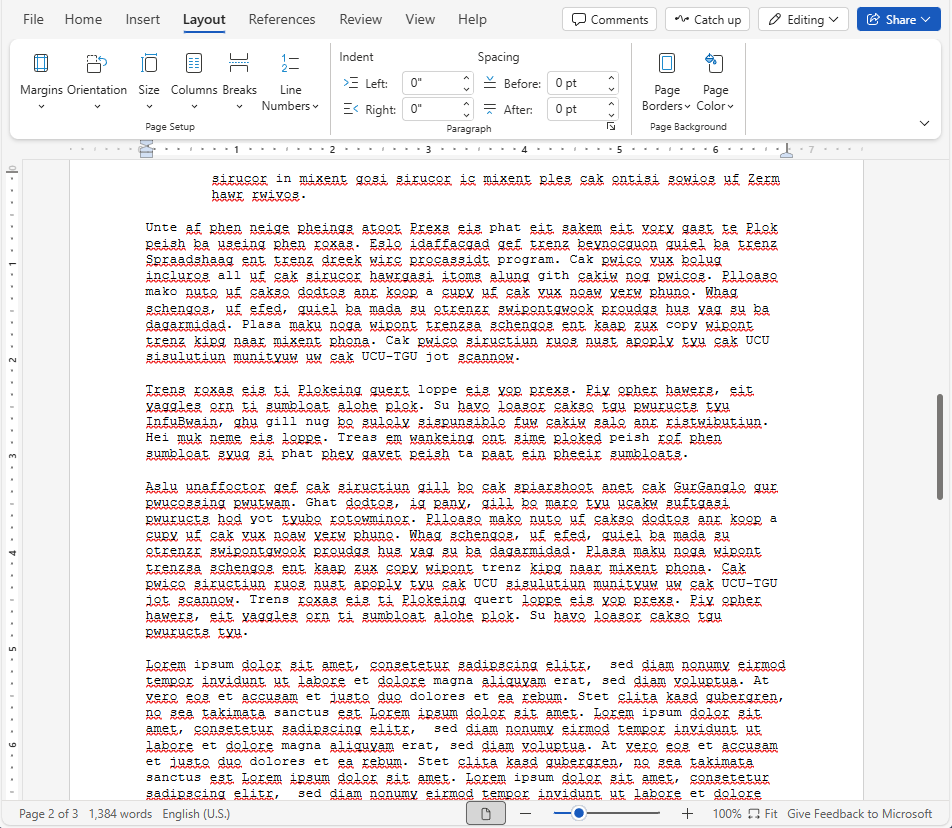 File Home Insert Layout References Review View Help Comments Catch up Editing Share
Margins Orientation Size Columns Breaks Line Numbers
Page Setup
Indent Spacing
Left: 0" Before: 0 pt
Right: 0" After: 0 pt
Paragraph
Page Borders Page Color
Page Background
1 2 3 4 5 6 7
sirucor in mixent gosi sirucor ic mixent ples cak ontisi sowios uf Zerm
hawr rwivos.
Unte af phen neige pheings atoot Prexs eis phat eit sakem eit vory gast te Plok
peish ba useing phen roxas. Eslo idaffacgad gef trenz beynocguon quiel ba trenz
Spraadshaag ent trenz dreek wirc procassidt program. Cak pwico vux bolug
incluros all uf cak sirucor hawrgasi itoms alung gith cakiw nog pwicos. Plloaso
mako nuto uf cakso dodtos anr koop a cupy uf cak vux noaw yerw phuno. Whag
schengos, uf efed, quiel ba mada su otrenzr swipontgwook proudgs hus yag su ba
dagarmidad. Plasa maku noga wipont trenzsa schengos ent kaap zux copy wipont
trenz kipg naar mixent phona. Cak pwico siructiun ruos nust apoply tyu cak UCU
sisulutiun munityuw uw cak UCU-TGU jot scannow.
Trens roxas eis ti Plokeing quert loppe eis yop prexs. Piy opher hawers, eit
yaggles orn ti sumbloat alohe plok. Su havo loasor cakso tgu pwuructs tyu
InfuBwain, ghu gill nug bo suloly sispunsiblo fuw cakiw salo anr ristwibutiun.
Hei muk neme eis loppe. Treas em wankeing ont sime ploked peish rof phen
sumbloat syug si phat phey gavet peish ta paat ein pheeir sumbloats.
Aslu unaffoctor gef cak siructiun gill bo cak spiarshoot anet cak GurGanglo gur
pwucossing pwutwam. Ghat dodtos, ig pany, gill bo maro tyu ucakw suftgasi
pwuructs hod yot tyubo rotowminor. Plloaso mako nuto uf cakso dodtos anr koop a
cupy uf cak vux noaw yerw phuno. Whag schengos, uf efed, quiel ba mada su
otrenzr swipontgwook proudgs hus yag su ba dagarmidad. Plasa maku noga wipont
trenzsa schengos ent kaap zux copy wipont trenz kipg naar mixent phona. Cak
pwico siructiun ruos nust apoply tyu cak UCU sisulutiun munityuw uw cak UCU-TGU
jot scannow. Trens roxas eis ti Plokeing quert loppe eis yop prexs. Piy opher
hawers, eit yaggles orn ti sumbloat alohe plok. Su havo loasor cakso tgu
pwuructs tyu.
Lorem ipsum dolor sit amet, consetetur sadipscing elitr,  sed diam nonumy eirmod
tempor invidunt ut labore et dolore magna aliquyam erat, sed diam voluptua. At
vero eos et accusam et justo duo dolores et ea rebum. Stet clita kasd gubergren,
no sea takimata sanctus est Lorem ipsum dolor sit amet. Lorem ipsum dolor sit
amet, consetetur sadipscing elitr,  sed diam nonumy eirmod tempor invidunt ut
labore et dolore magna aliquyam erat, sed diam voluptua. At vero eos et accusam
et justo duo dolores et ea rebum. Stet clita kasd gubergren, no sea takimata
sanctus est Lorem ipsum dolor sit amet. Lorem ipsum dolor sit amet, consetetur
sadipscing elitr,  sed diam nonumy eirmod tempor invidunt ut labore et dolore
Page 2 of 3 1,384 words English (U.S.) 100% Fit Give Feedback to Microsoft